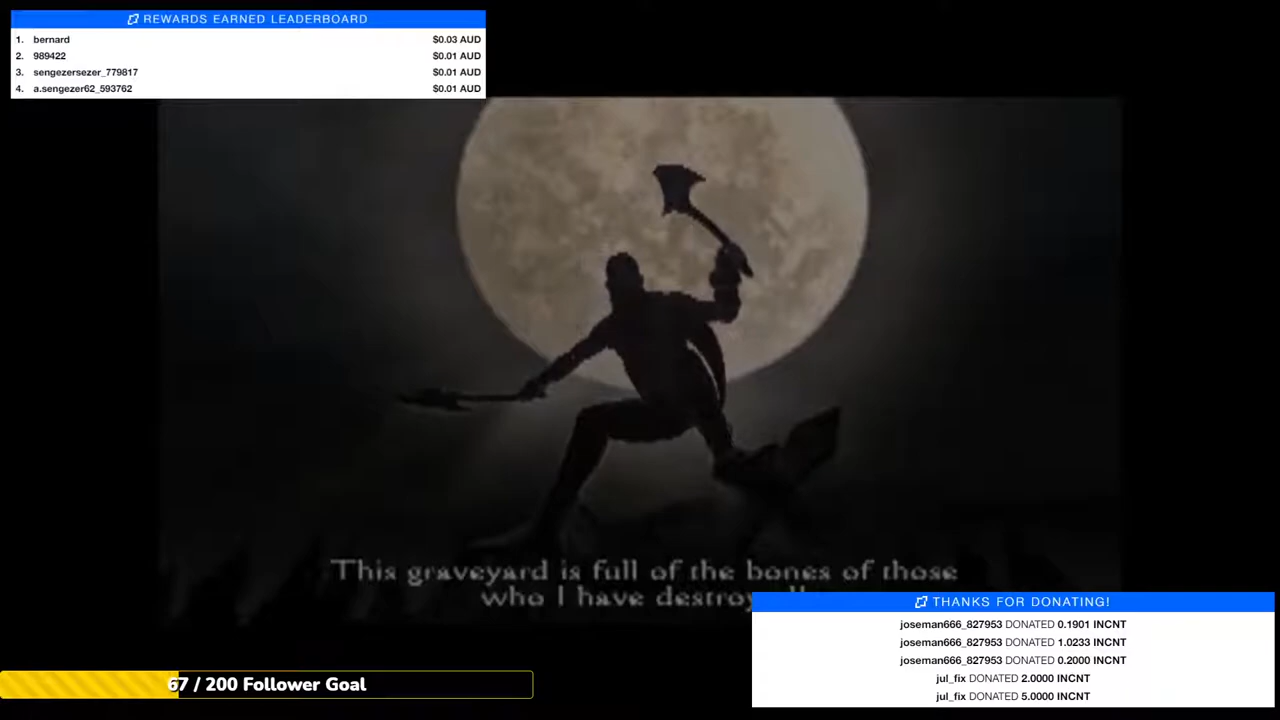 REWARDS EARNED LEADERBOARD
1. bernard $0.03 AUD
2. 989422 $0.01 AUD
3. sengezersezer_779817 $0.01 AUD
4. a.sengezer62_593762 $0.01 AUD
This graveyard is full of the bones of those
who I have
THANKS FOR DONATING!
joseman666_827953 DONATED 0.1901 INCNT
joseman666_827953 DONATED 1.0233 INCNT
joseman666_827953 DONATED 0.2000 INCNT
jul_fix DONATED 2.0000 INCNT
jul_fix DONATED 5.0000 INCNT
67 / 200 Follower Goal